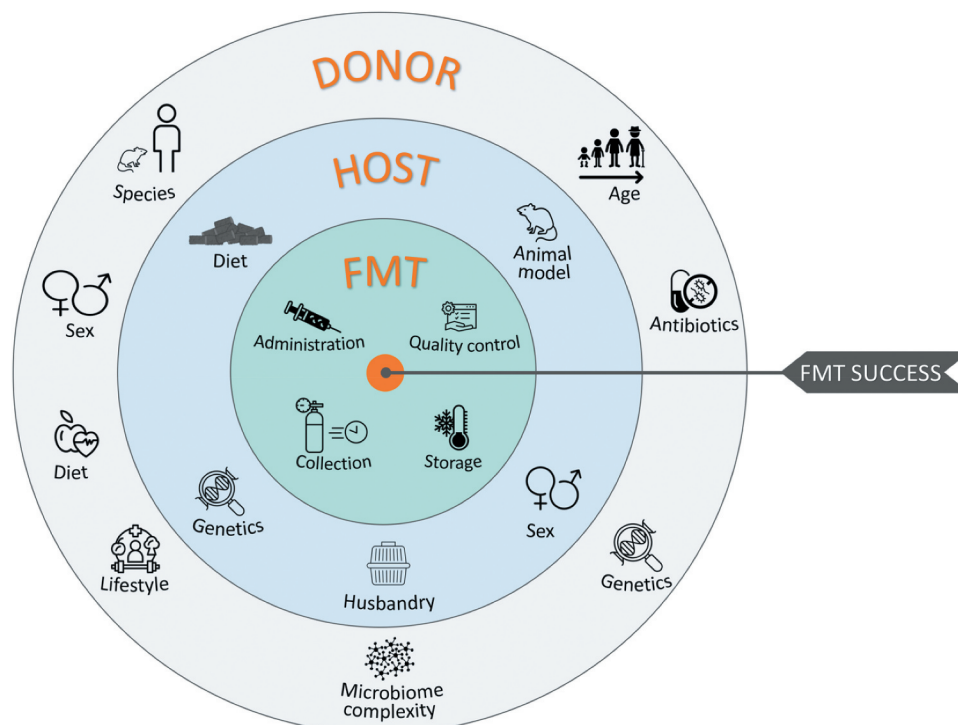 DONOR
Species
Age
HOST
Diet
Animal
model
Sex
Antibiotics
FMT
Administration
Quality control
FMT SUCCESS
Collection
Storage
Diet
Genetics
Sex
Lifestyle
Husbandry
Genetics
Microbiome
complexity